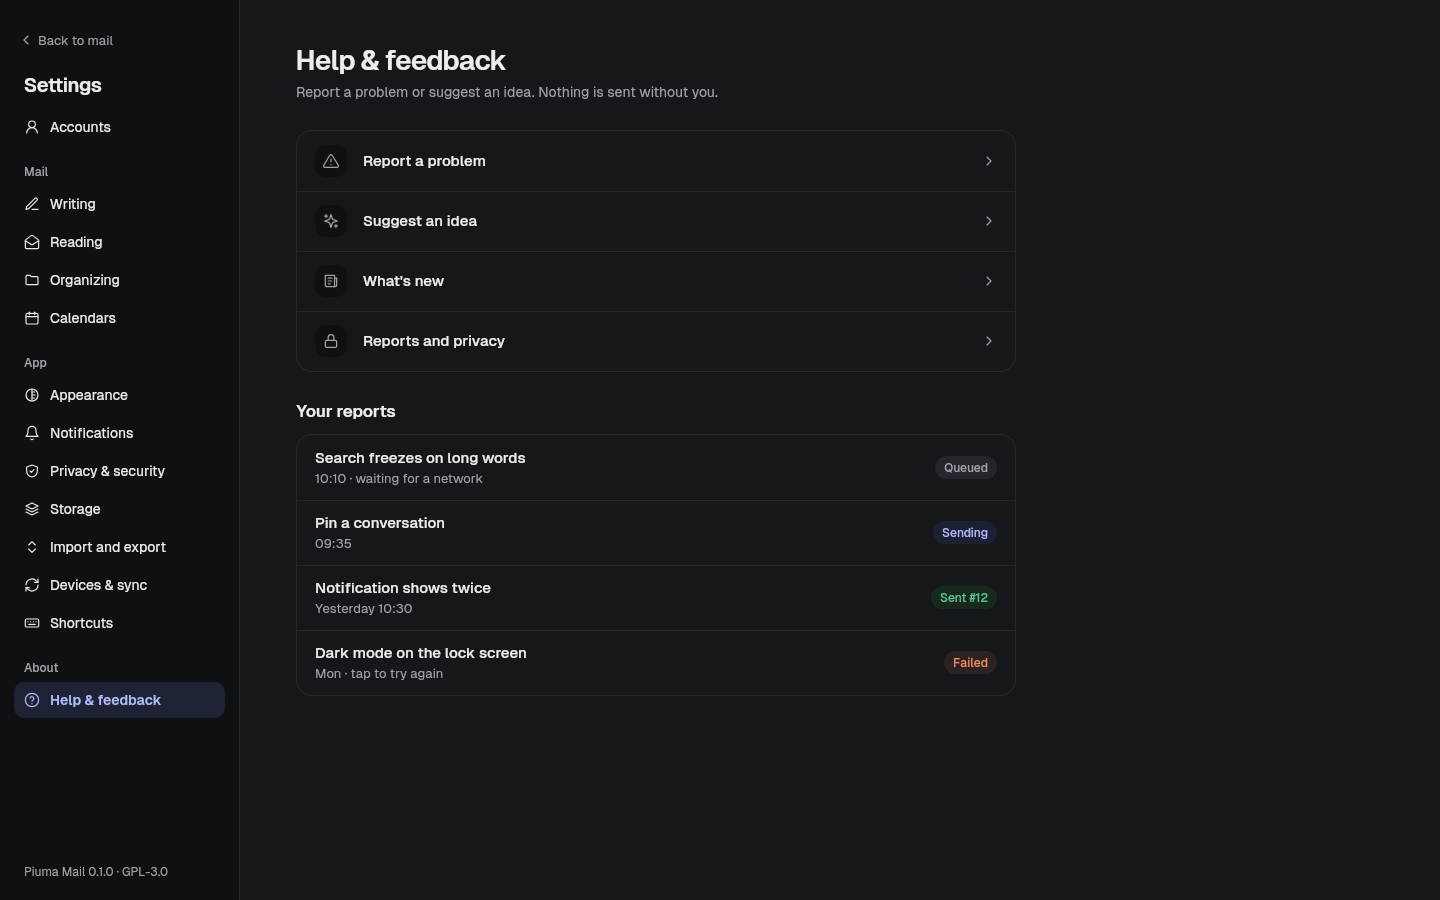 Back to mail
Settings
Accounts
Mail
Writing
Reading
Organizing
Calendars
App
Appearance
Notifications
Privacy & security
Storage
Import and export
Devices & sync
Shortcuts
About
Help & feedback
Piuma Mail 0.1.0 · GPL-3.0
Help & feedback
Report a problem or suggest an idea. Nothing is sent without you.
Report a problem
Suggest an idea
What's new
Reports and privacy
Your reports
Search freezes on long words
10:10 · waiting for a network
Queued
Pin a conversation
09:35
Sending
Notification shows twice
Yesterday 10:30
Sent #12
Dark mode on the lock screen
Mon · tap to try again
Failed